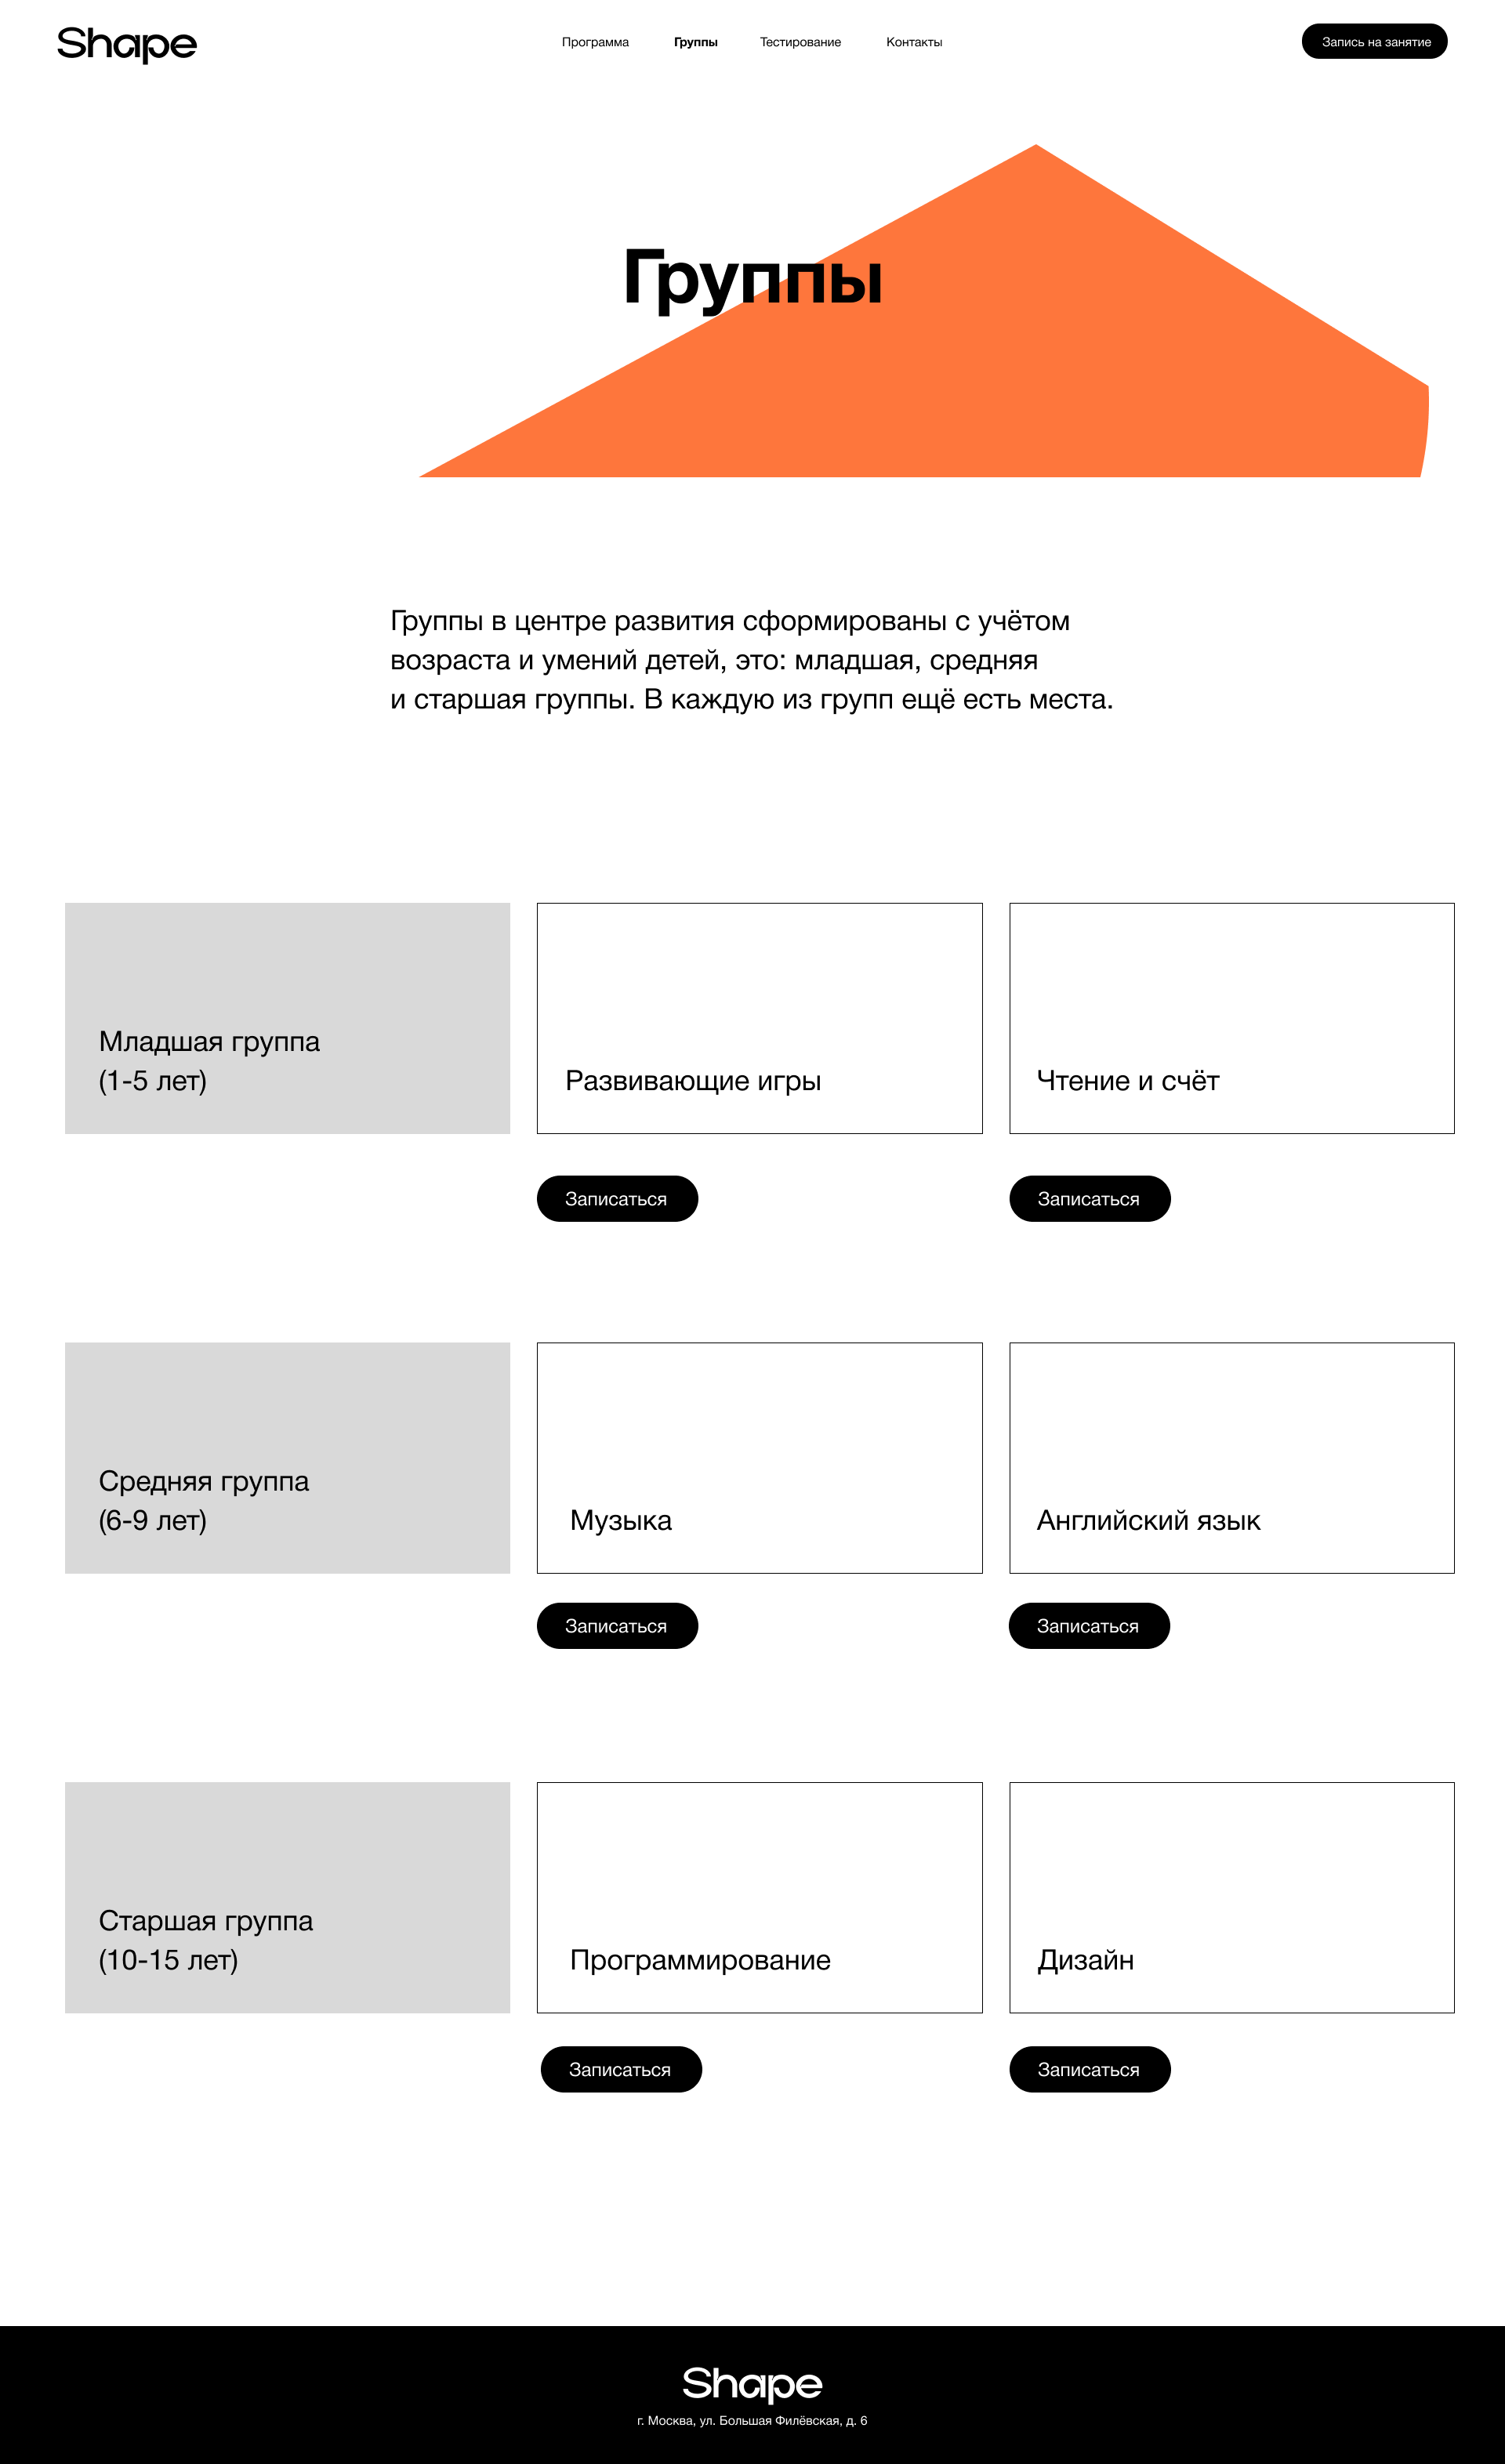 Shape
Программа
Группы
Тестирование
Контакты
Запись на занятие
Группы
Группы в центре развития сформированы с учётом
возраста и умений детей, это: младшая, средняя
и старшая группы. В каждую из групп ещё есть места.
Младшая группа
(1-5 лет)
Развивающие игры
Чтение и счёт
Записаться
Записаться
Средняя группа
(6-9 лет)
Музыка
Английский язык
Записаться
Записаться
Старшая группа
(10-15 лет)
Программирование
Дизайн
Записаться
Записаться
Shape
г. Москва, ул. Большая Филёвская, д. 6